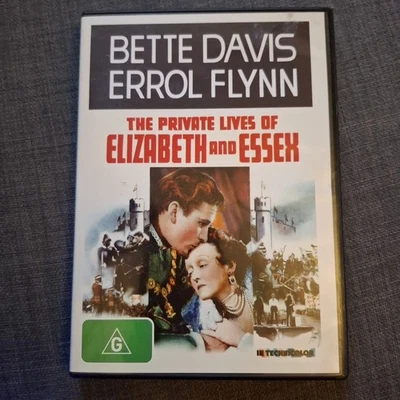 BETTE DAVIS
ERROL FLYNN
THE PRIVATE LIVES OF
ELIZABETH AND ESSEX
G
IN TECHNICOLOR